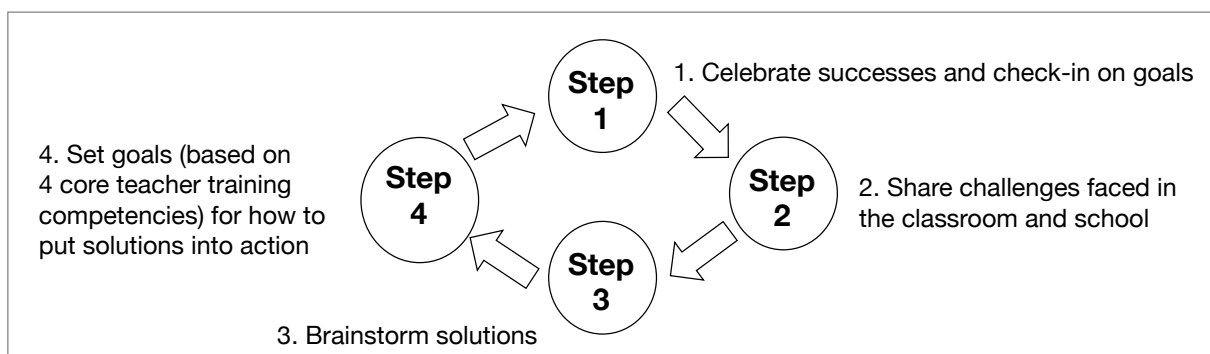 Step
1
1. Celebrate successes and check-in on goals
Step
2
2. Share challenges faced in
the classroom and school
Step
3
3. Brainstorm solutions
Step
4
4. Set goals (based on
4 core teacher training
competencies) for how to
put solutions into action